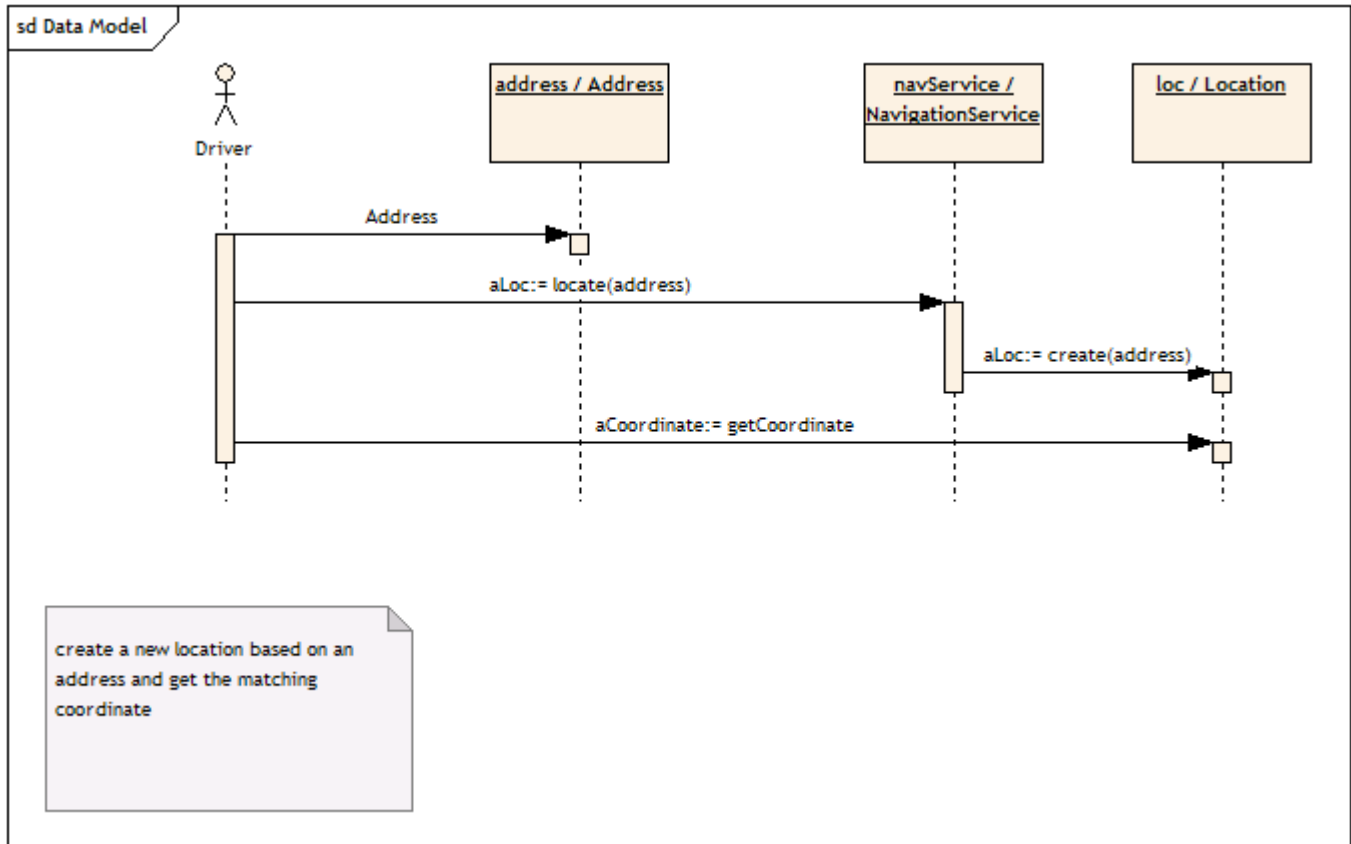 sd Data Model
Driver
address / Address
navService /
NavigationService
loc / Location
Address
aLoc:= locate(address)
aLoc:= create(address)
aCoordinate:= getCoordinate
create a new location based on an
address and get the matching
coordinate